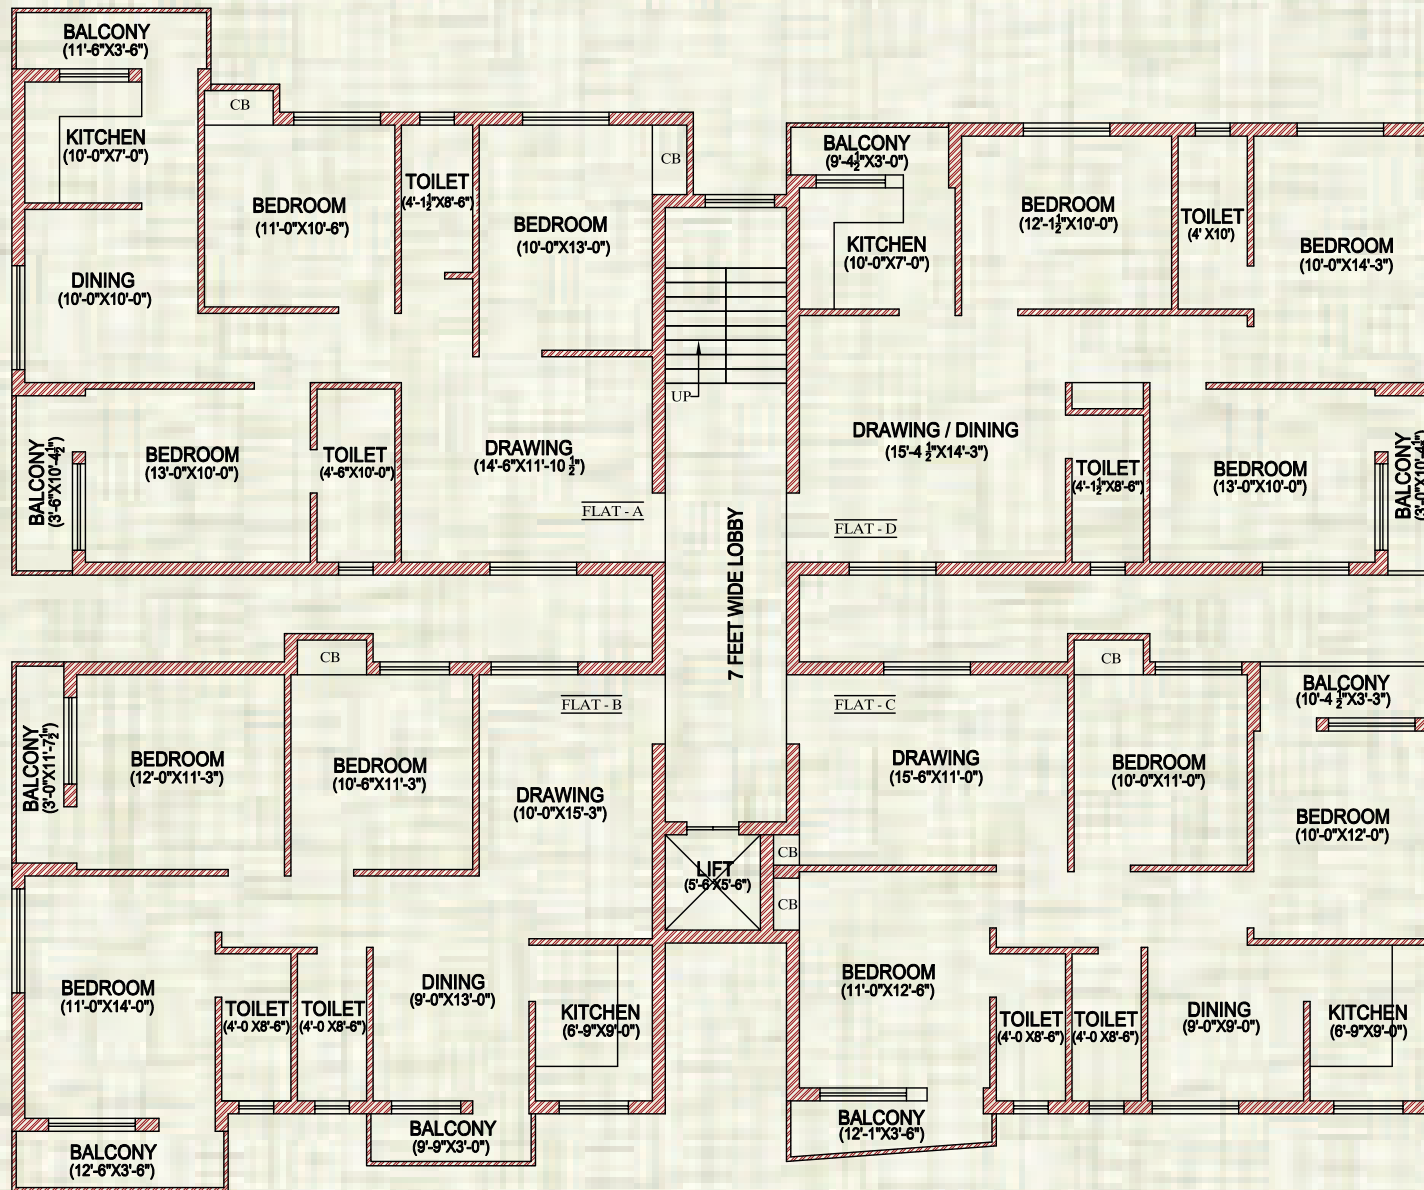 BALCONY
(11'-6"X3'-6")
KITCHEN
(10'-0"X7'-0")
DINING
(10'-0"X10'-0")
CB
BEDROOM
(11'-0"X10'-6")
TOILET
(4'-1½"X8'-6")
BEDROOM
(10'-0"X13'-0")
CB
BALCONY
(3'-6"X10'-4½")
BEDROOM
(13'-0"X10'-0")
TOILET
(4'-6"X10'-0")
DRAWING
(14'-6"X11'-10 ½")
FLAT - A
UP
7 FEET WIDE LOBBY
BALCONY
(9'-4½"X3'-0")
KITCHEN
(10'-0"X7'-0")
BEDROOM
(12'-1½"X10'-0")
TOILET
(4' X10')
BEDROOM
(10'-0"X14'-3")
DRAWING / DINING
(15'-4 ½"X14'-3")
FLAT - D
TOILET
(4'-1½"X8'-6")
BEDROOM
(13'-0"X10'-0")
BALCONY
(3'-0"X10'-4½")
BALCONY
(3'-0"X11'-7½")
BEDROOM
(12'-0"X11'-3")
CB
BEDROOM
(10'-6"X11'-3")
FLAT - B
DRAWING
(10'-0"X15'-3")
BEDROOM
(11'-0"X14'-0")
TOILET
(4'-0 X8'-6")
TOILET
(4'-0 X8'-6")
DINING
(9'-0"X13'-0")
KITCHEN
(6'-9"X9'-0")
BALCONY
(12'-6"X3'-6")
BALCONY
(9'-9"X3'-0")
LIFT
(5'-6"X5'-6")
CB
CB
FLAT - C
DRAWING
(15'-6"X11'-0")
CB
BEDROOM
(10'-0"X11'-0")
BALCONY
(10'-4 ½"X3'-3")
BEDROOM
(10'-0"X12'-0")
BEDROOM
(11'-0"X12'-6")
TOILET
(4'-0 X8'-6")
TOILET
(4'-0 X8'-6")
DINING
(9'-0"X9'-0")
KITCHEN
(6'-9"X9'-0")
BALCONY
(12'-1"X3'-6")